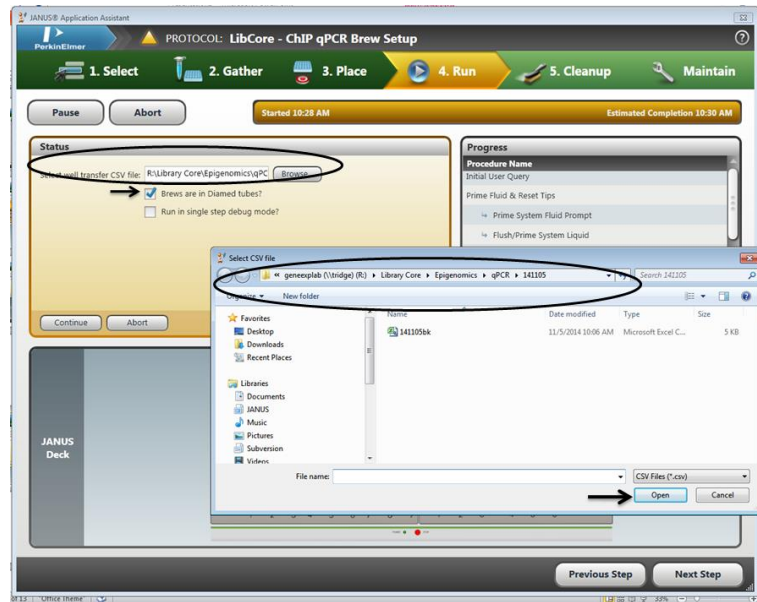 JANUS® Application Assistant
PerkinElmer
PROTOCOL: LibCore - ChIP qPCR Brew Setup
1. Select
2. Gather
3. Place
4. Run
5. Cleanup
Maintain
Pause
Abort
Started 10:28 AM
Estimated Completion 10:30 AM
Status
Select well transfer CSV file: R:\Library Core\Epigenomics\qPC Browse
Brews are in Diamed tubes?
Run in single step debug mode?
Continue
Abort
Progress
Procedure Name
Initial User Query
Prime Fluid & Reset Tips
Prime System Fluid Prompt
Flush/Prime System Liquid
Select CSV file
« geneexplab (\\tridge) (R:) ▸ Library Core ▸ Epigenomics ▸ qPCR ▸ 141105
Search 141105
Organize
New folder
Favorites
Desktop
Downloads
Recent Places
Libraries
Documents
JANUS
Music
Pictures
Subversion
Videos
Name
Date modified
Type
Size
141105bk
11/5/2014 10:06 AM
Microsoft Excel C...
5 KB
File name:
CSV Files (*.csv)
Open
Cancel
JANUS
Deck
Previous Step
Next Step
of 13
"Office Theme"
33%